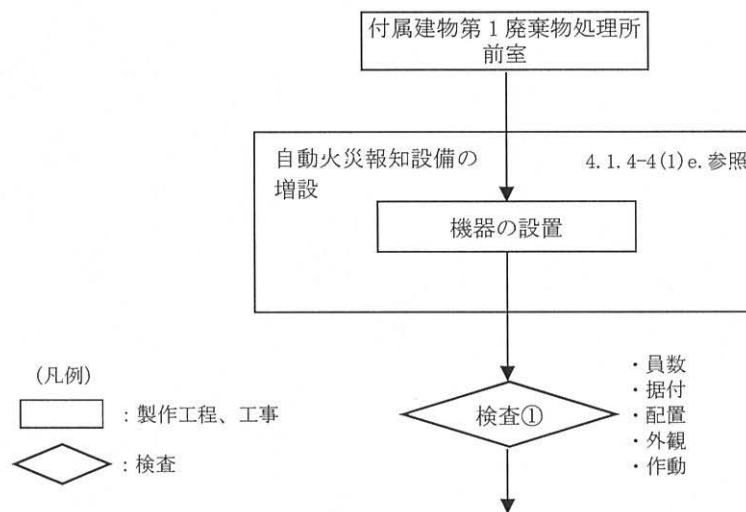 付属建物第1廃棄物処理所
前室
自動火災報知設備の
増設
4.1.4-4(1)e.参照
機器の設置
検査①
・員数
・据付
・配置
・外観
・作動
(凡例)
：製作工程、工事
：検査